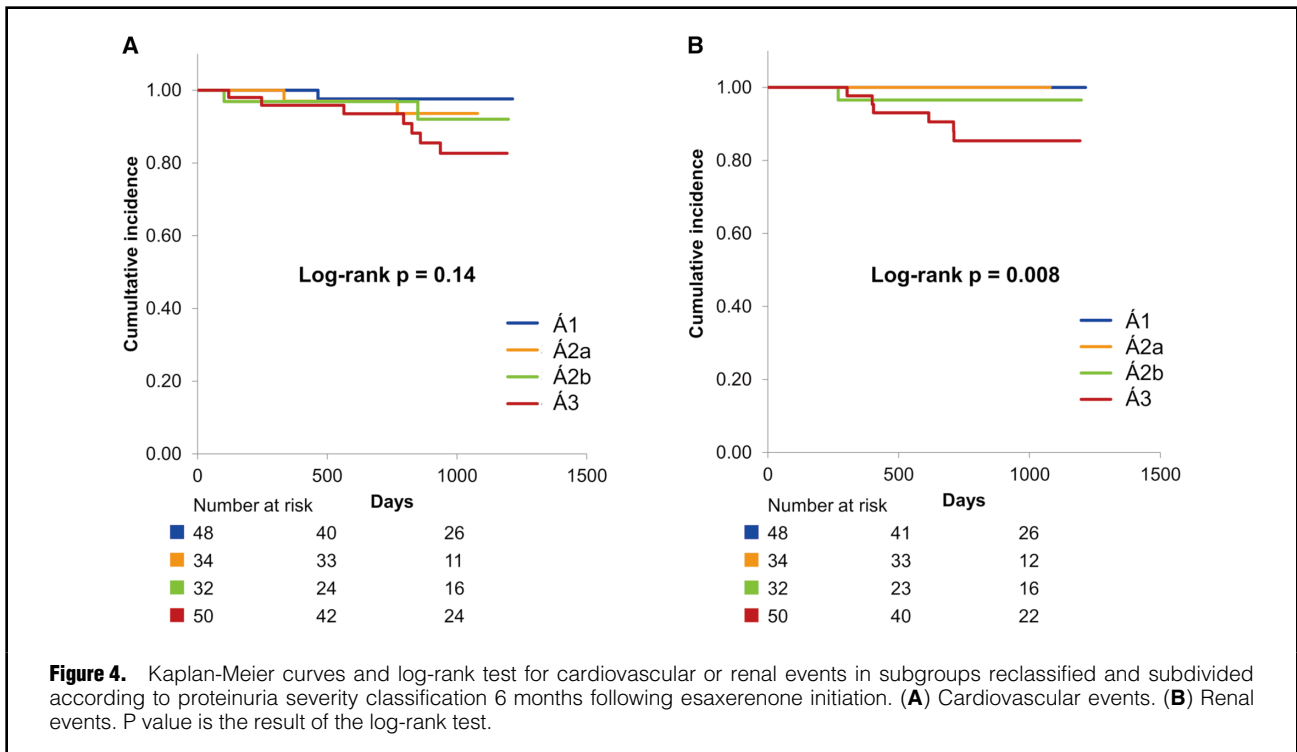 A
Cumultative incidence
1.00
0.80
0.60
0.40
0.20
0.00
Log-rank p = 0.14
Á1
Á2a
Á2b
Á3
0 500 1000 1500
Number at risk Days
48 40 26
34 33 11
32 24 16
50 42 24
B
Cumulative incidence
1.00
0.80
0.60
0.40
0.20
0.00
Log-rank p = 0.008
Á1
Á2a
Á2b
Á3
0 500 1000 1500
Number at risk Days
48 41 26
34 33 12
32 23 16
50 40 22
Figure 4. Kaplan-Meier curves and log-rank test for cardiovascular or renal events in subgroups reclassified and subdivided
according to proteinuria severity classification 6 months following esaxerenone initiation. (A) Cardiovascular events. (B) Renal
events. P value is the result of the log-rank test.